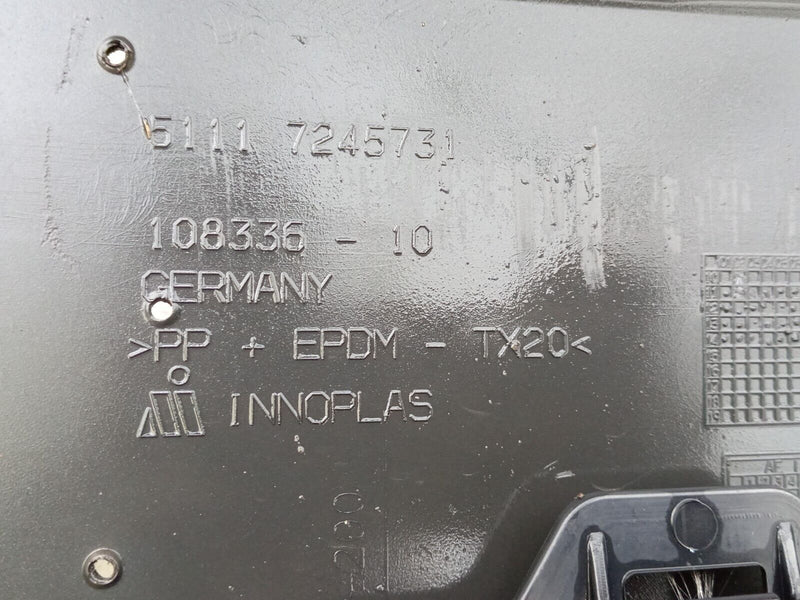 5111 7245731
108336 - 10
GERMANY
>PP + EPDM - TX20<
INNOPLAS